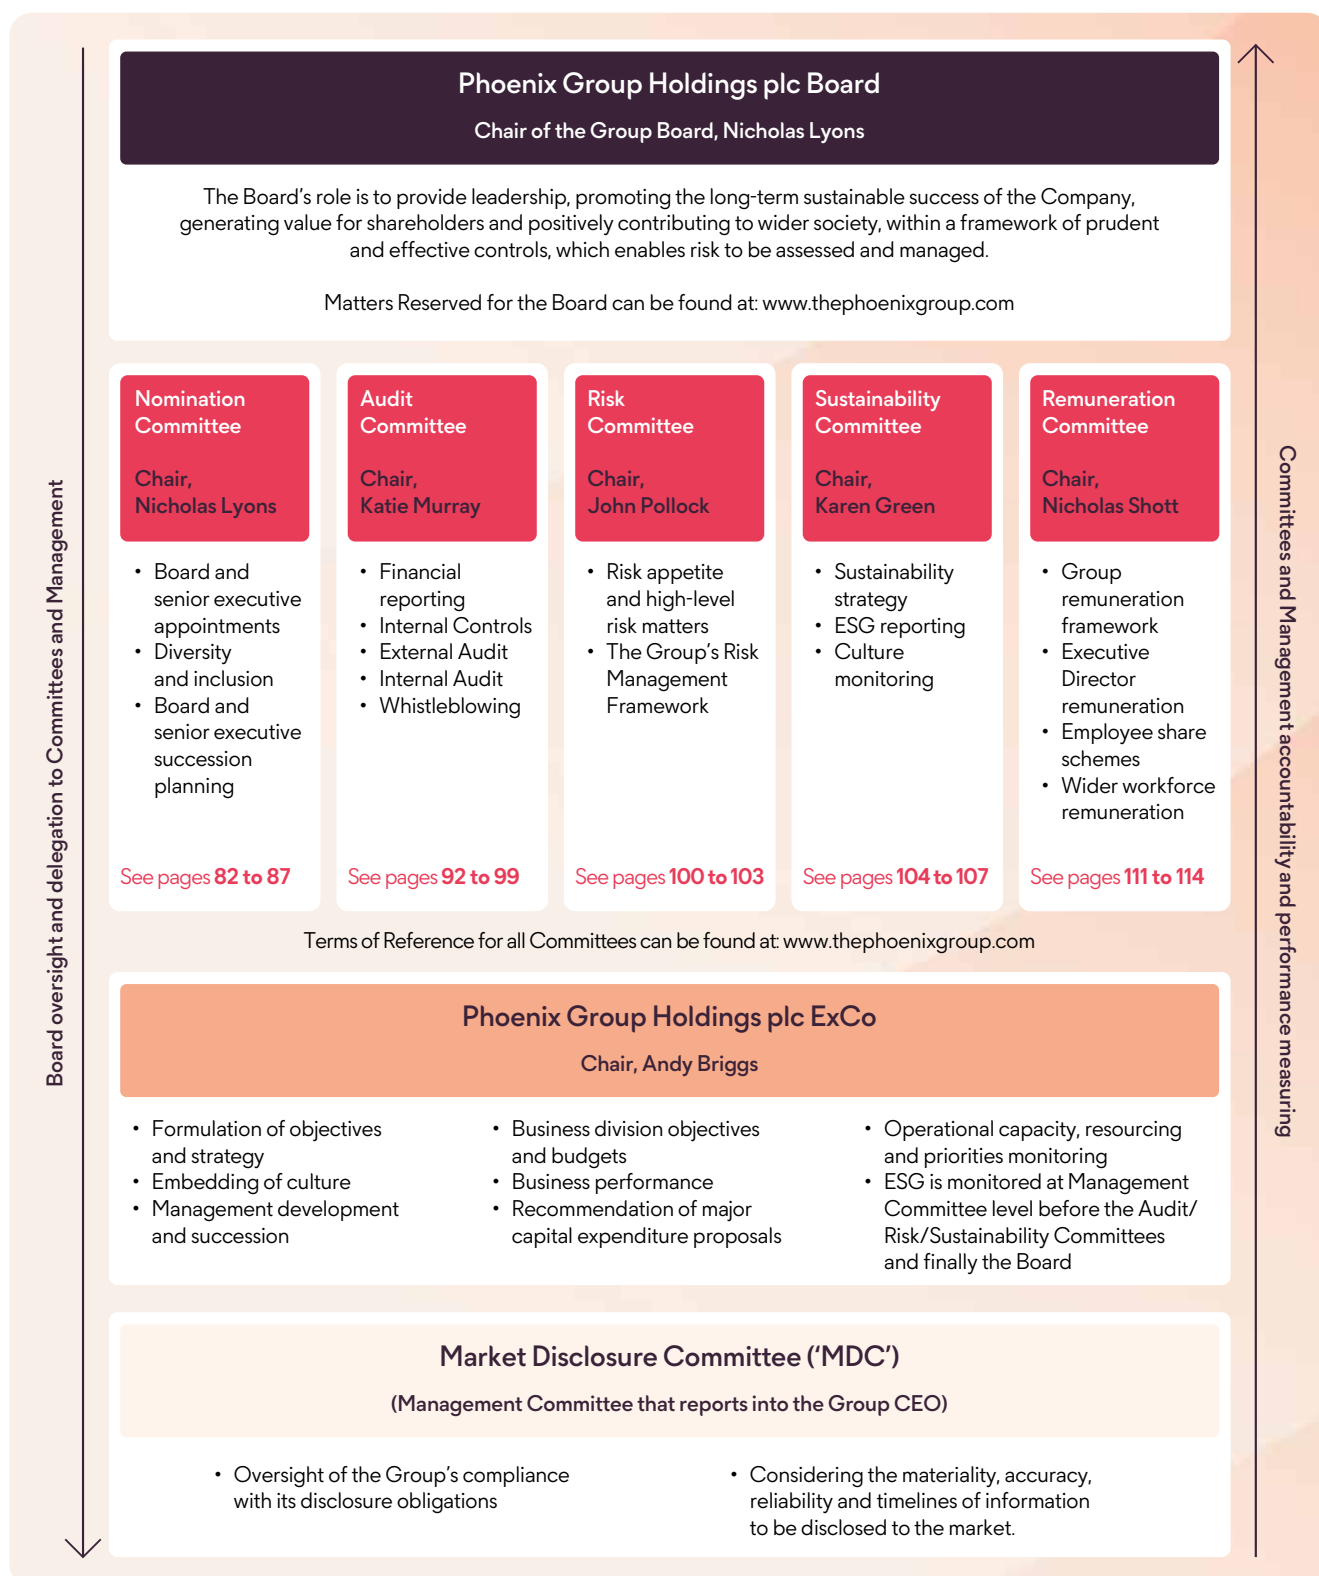 Phoenix Group Holdings plc Board
Chair of the Group Board, Nicholas Lyons
The Board's role is to provide leadership, promoting the long-term sustainable success of the Company,
generating value for shareholders and positively contributing to wider society, within a framework of prudent
and effective controls, which enables risk to be assessed and managed.
Matters Reserved for the Board can be found at: www.thephoenixgroup.com
Board oversight and delegation to Committees and Management
Nomination
Committee
Chair,
Nicholas Lyons
• Board and
senior executive
appointments
• Diversity
and inclusion
• Board and
senior executive
succession
planning
See pages 82 to 87
Audit
Committee
Chair,
Katie Murray
• Financial
reporting
• Internal Controls
• External Audit
• Internal Audit
• Whistleblowing
See pages 92 to 99
Risk
Committee
Chair,
John Pollock
• Risk appetite
and high-level
risk matters
• The Group's Risk
Management
Framework
See pages 100 to 103
Sustainability
Committee
Chair,
Karen Green
• Sustainability
strategy
• ESG reporting
• Culture
monitoring
See pages 104 to 107
Remuneration
Committee
Chair,
Nicholas Shott
• Group
remuneration
framework
• Executive
Director
remuneration
• Employee share
schemes
• Wider workforce
remuneration
See pages 111 to 114
Committees and Management accountability and performance measuring
Terms of Reference for all Committees can be found at: www.thephoenixgroup.com
Phoenix Group Holdings plc ExCo
Chair, Andy Briggs
• Formulation of objectives
and strategy
• Embedding of culture
• Management development
and succession
• Business division objectives
and budgets
• Business performance
• Recommendation of major
capital expenditure proposals
• Operational capacity, resourcing
and priorities monitoring
• ESG is monitored at Management
Committee level before the Audit/
Risk/Sustainability Committees
and finally the Board
Market Disclosure Committee ('MDC')
(Management Committee that reports into the Group CEO)
• Oversight of the Group's compliance
with its disclosure obligations
• Considering the materiality, accuracy,
reliability and timelines of information
to be disclosed to the market.